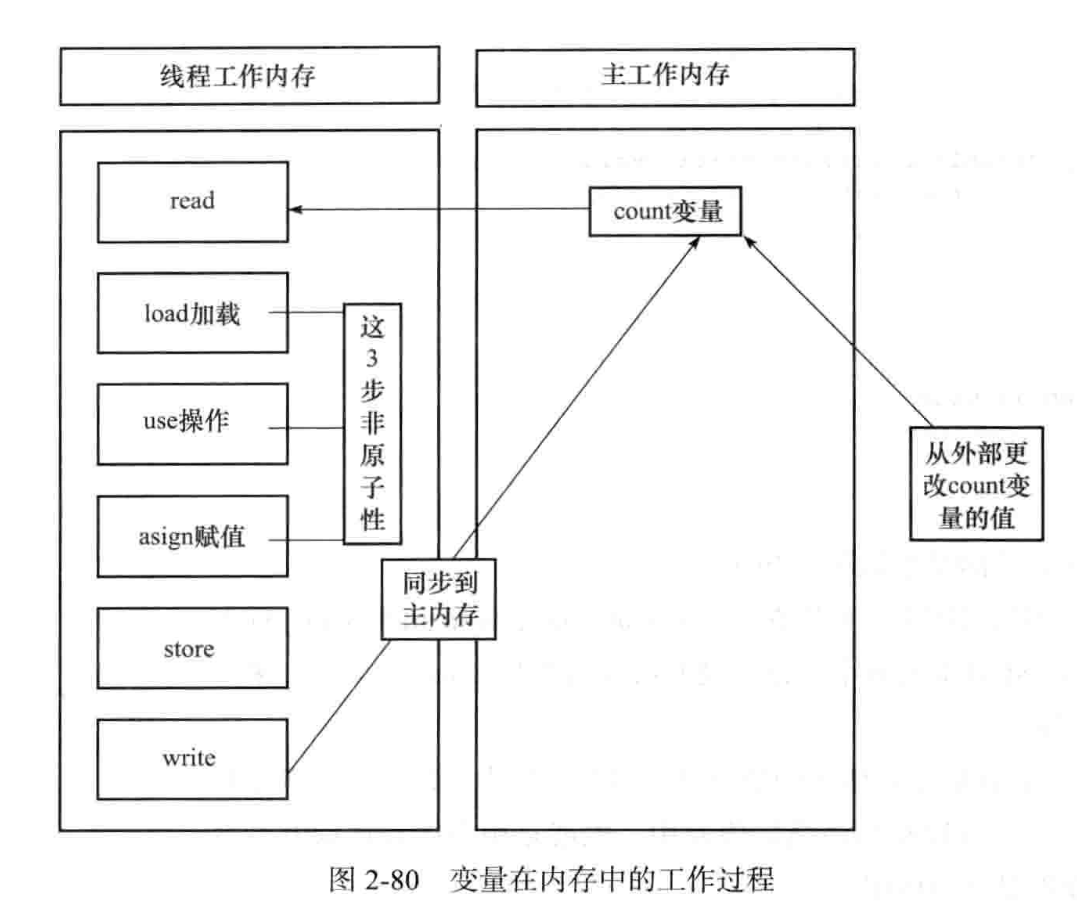 线程工作内存
主工作内存
read
count变量
load加载
这
3
步
非
原
子
性
use操作
从外部更
改count变
量的值
asign赋值
同步到
主内存
store
write
图 2-80 变量在内存中的工作过程